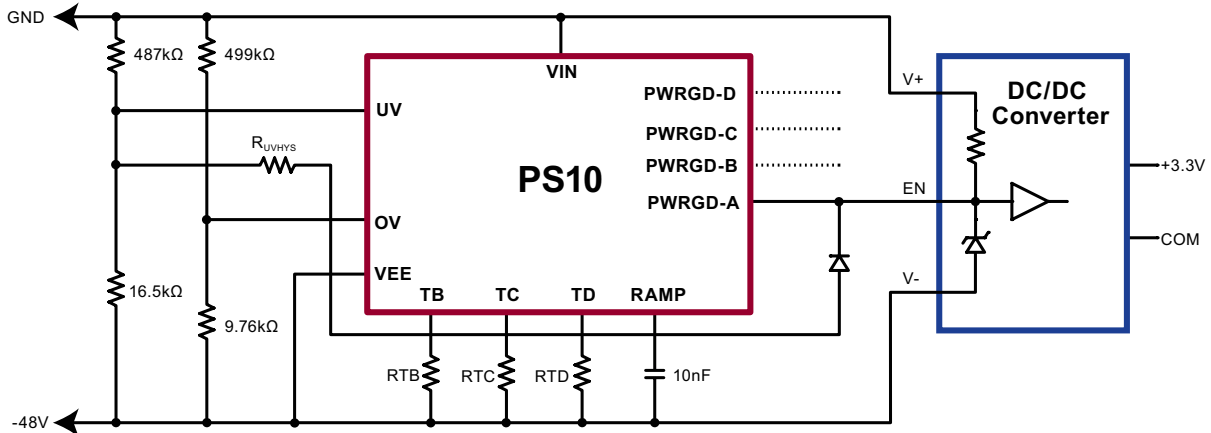 GND
487kΩ
499kΩ
VIN
UV
PWRGD-D
PWRGD-C
PWRGD-B
PWRGD-A
PS10
RUVHYS
OV
VEE
TB
TC
TD
RAMP
16.5kΩ
9.76kΩ
RTB
RTC
RTD
10nF
-48V
V+
DC/DC
Converter
EN
V-
+3.3V
COM